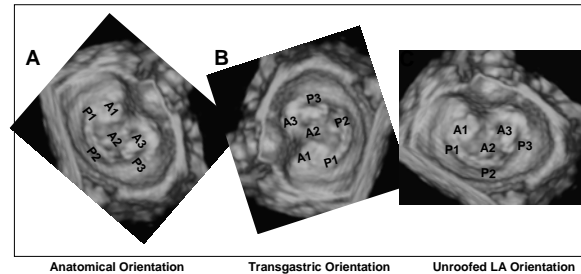 A
B
C
A1
P1
A2
A3
P2
P3
P3
A3
P2
A2
A1
P1
A1
A3
P1
A2
P3
P2
Anatomical Orientation
Transgastric Orientation
Unroofed LA Orientation